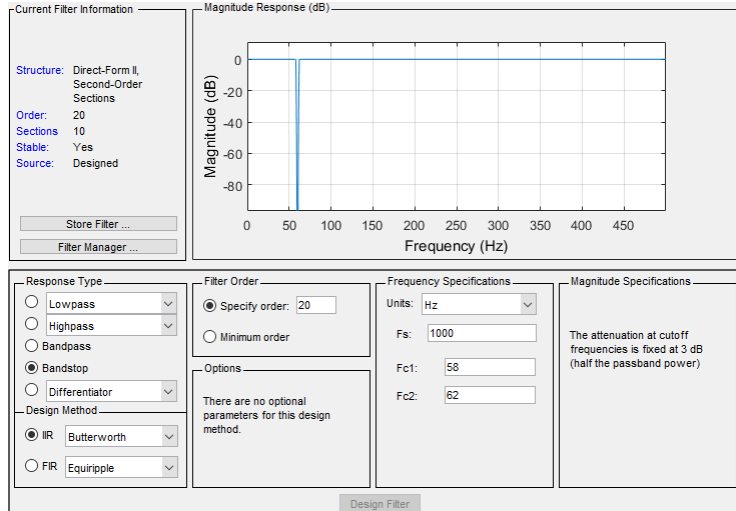 Current Filter Information
Structure: Direct-Form II,
Second-Order
Sections
Order: 20
Sections 10
Stable: Yes
Source: Designed
Store Filter ...
Filter Manager ...
Magnitude Response (dB)
Magnitude (dB)
0
-20
-40
-60
-80
0 50 100 150 200 250 300 350 400 450
Frequency (Hz)
Response Type
Lowpass
Highpass
Bandpass
Bandstop
Differentiator
Design Method
IIR Butterworth
FIR Equiripple
Filter Order
Specify order: 20
Minimum order
Options
There are no optional
parameters for this design
method.
Frequency Specifications
Units: Hz
Fs: 1000
Fc1: 58
Fc2: 62
Magnitude Specifications
The attenuation at cutoff
frequencies is fixed at 3 dB
(half the passband power)
Design Filter